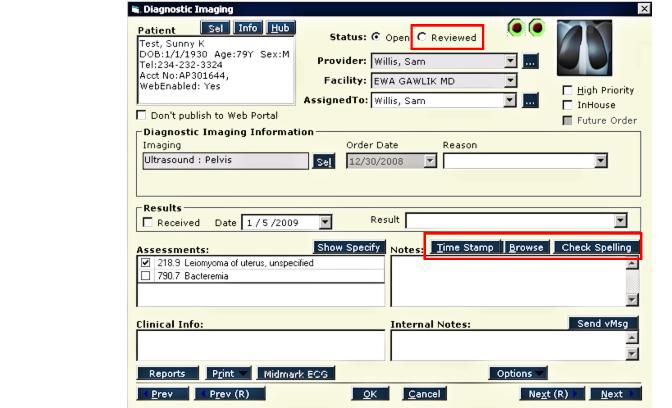 Diagnostic Imaging
Patient Sel Info Hub
Test, Sunny K
DOB:1/1/1930 Age:79Y Sex:M
Tel:234-232-3324
Acct No:AP301644,
WebEnabled: Yes
Status: Open Reviewed
Provider: Willis, Sam ...
Facility: EWA GAWLIK MD
AssignedTo: Willis, Sam ...
High Priority
InHouse
Future Order
Don't publish to Web Portal
Diagnostic Imaging Information
Imaging Order Date Reason
Ultrasound : Pelvis Sel 12/30/2008
Results
Received Date 1 / 5 /2009 Result
Assessments: Show Specify Notes: Time Stamp Browse Check Spelling
218.9 Leiomyoma of uterus, unspecified
790.7 Bacteremia
Clinical Info: Internal Notes: Send vMsg
Reports Print Midmark ECG Options
Prev Prev (R) OK Cancel Next (R) Next